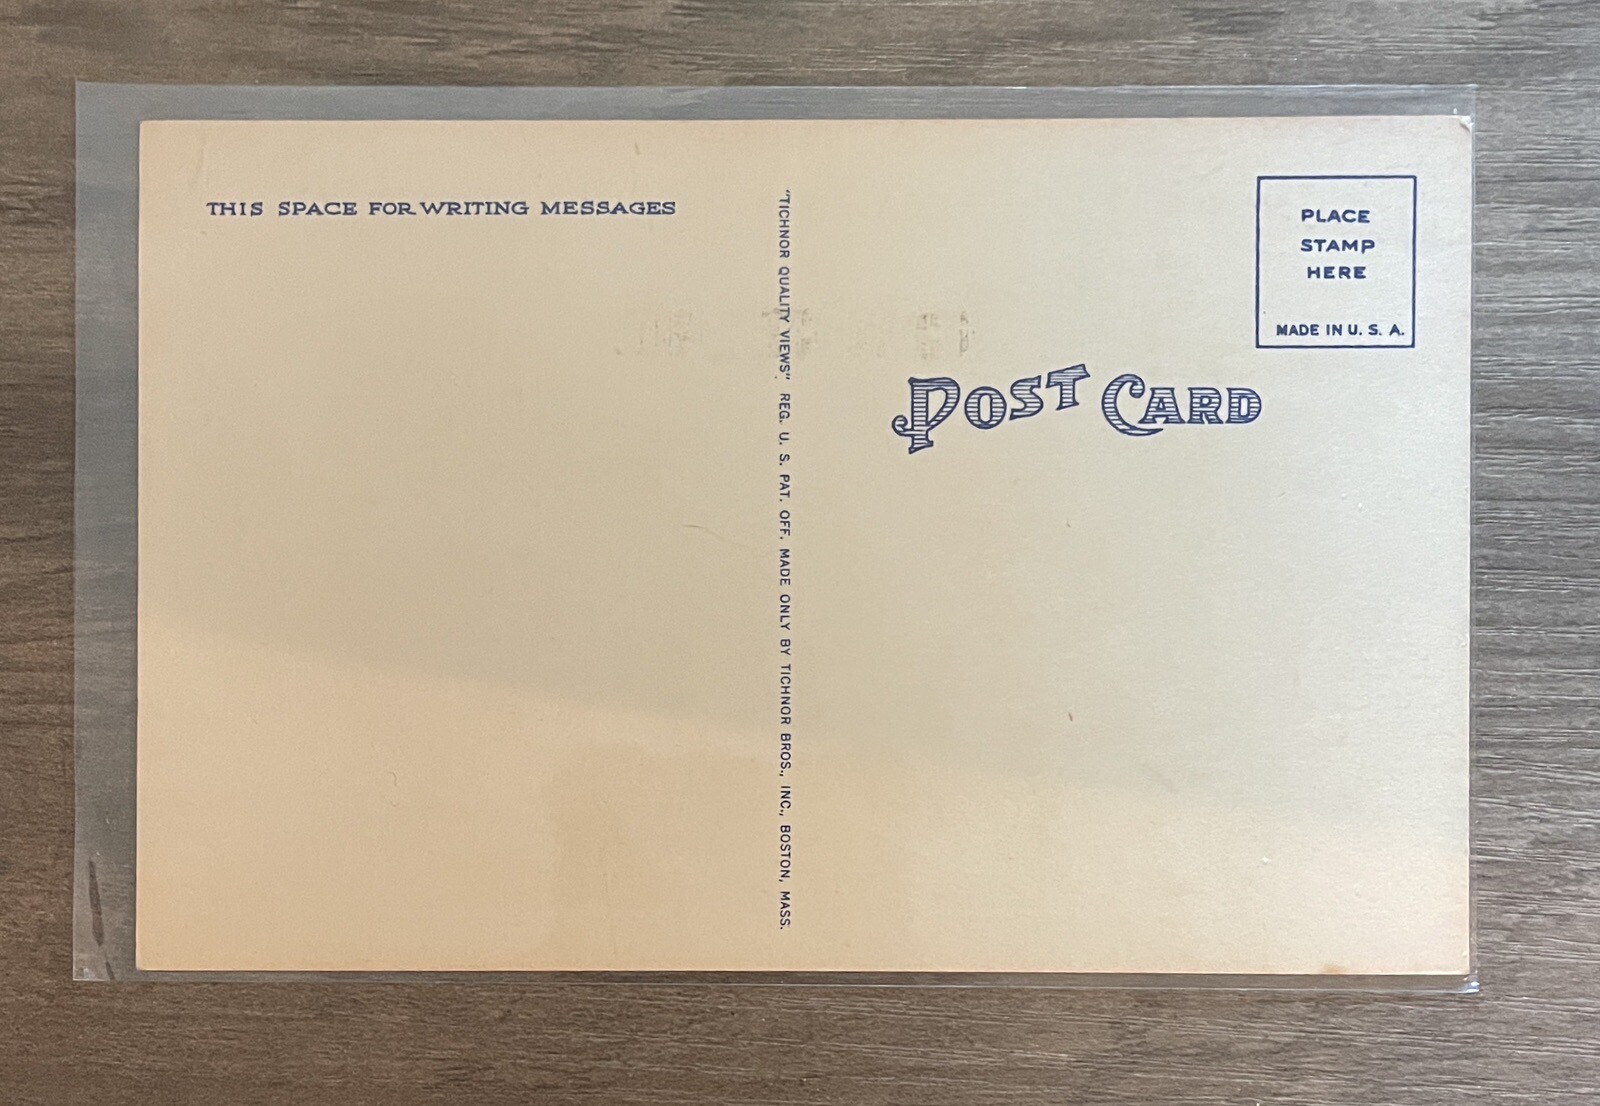 THIS SPACE FOR WRITING MESSAGES
"TICHNOR QUALITY VIEWS" REG. U. S. PAT. OFF. MADE ONLY BY TICHNOR BROS., INC., BOSTON, MASS.
PLACE
STAMP
HERE
MADE IN U. S. A.
POST CARD